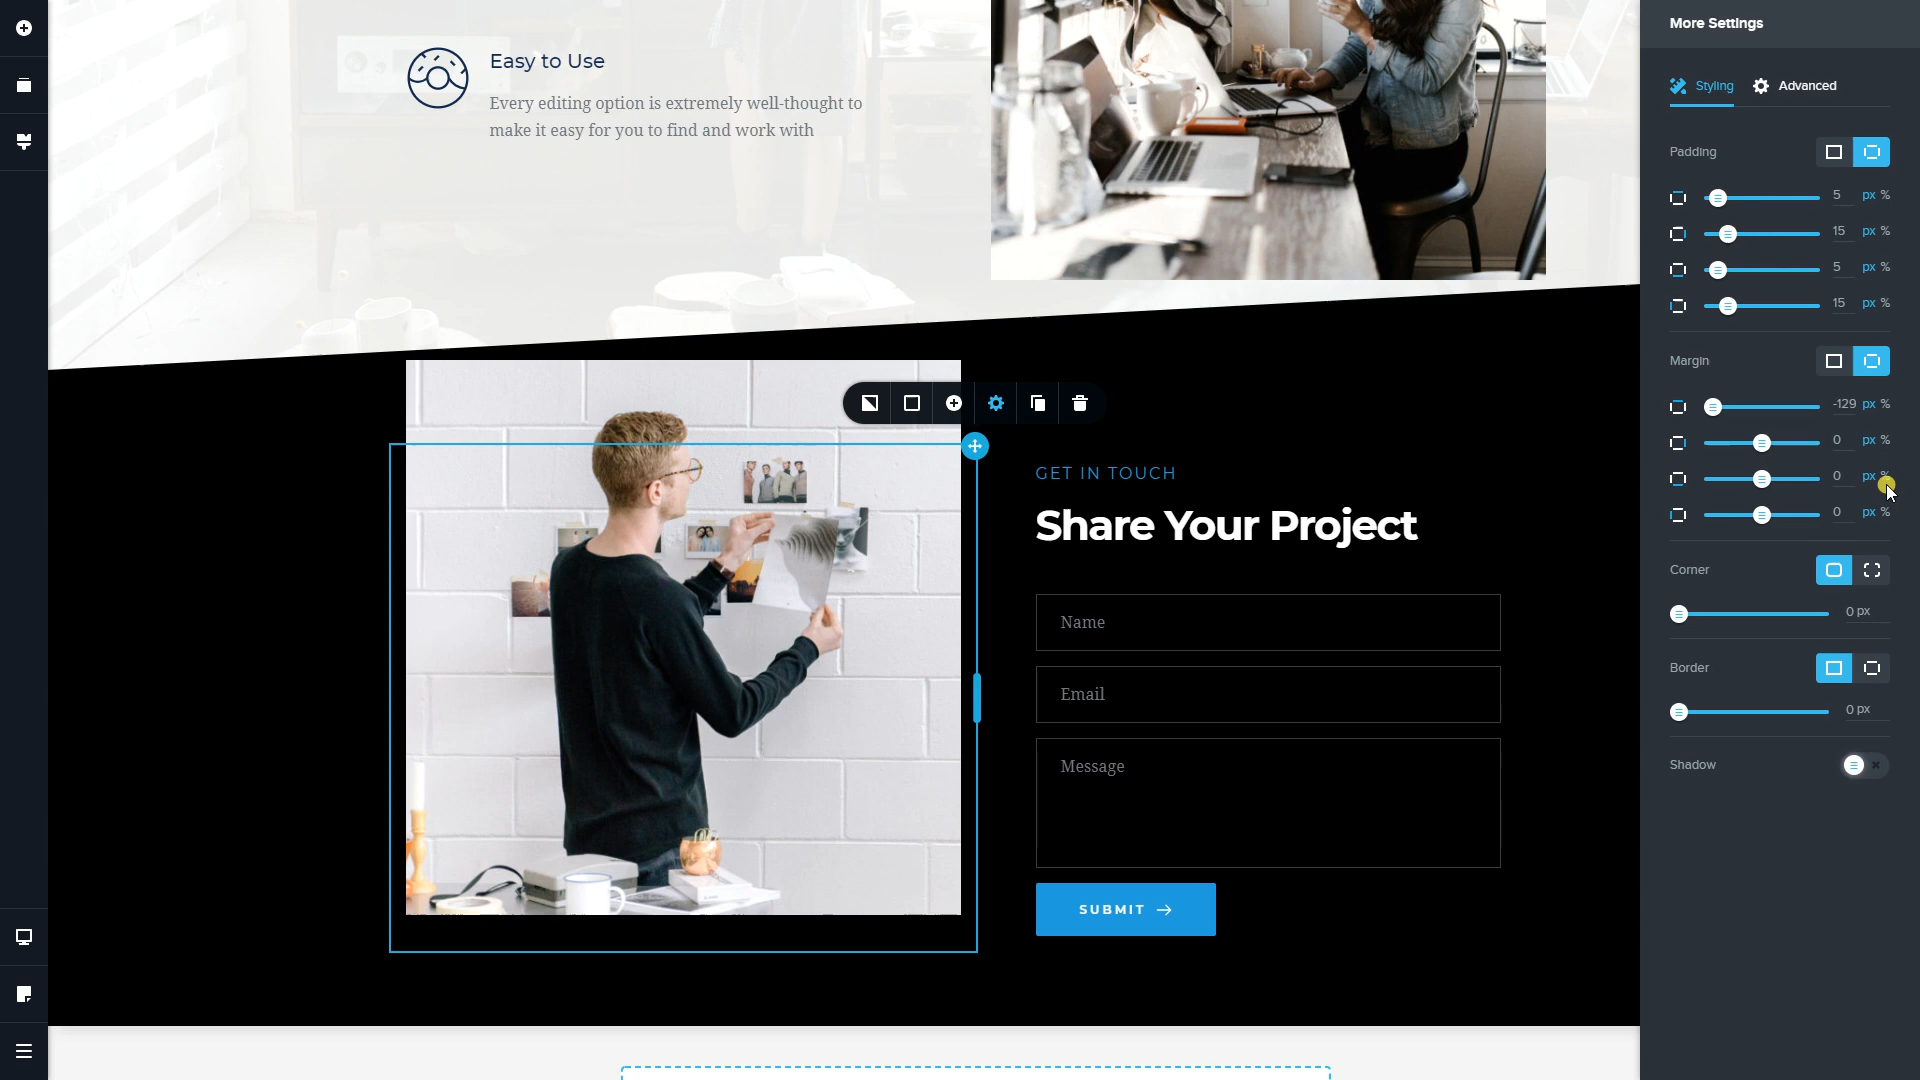 More Settings
Easy to Use
Every editing option is extremely well-thought to
make it easy for you to find and work with
Styling
Advanced
Padding
5 px %
15 px %
5 px %
15 px %
Margin
-129 px %
0 px %
0 px %
0 px %
GET IN TOUCH
Share Your Project
Name
Email
Message
SUBMIT
Corner
0 px
Border
0 px
Shadow